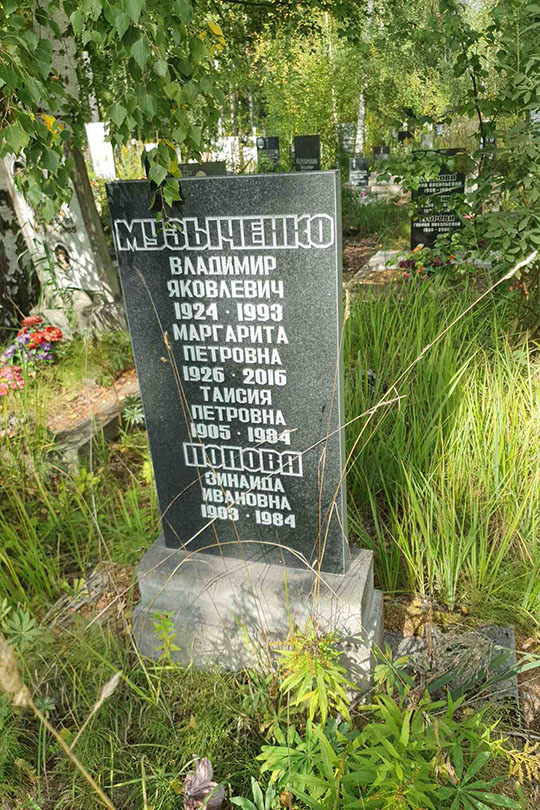 МУЗЫЧЕНКО
ВЛАДИМИР
ЯКОВЛЕВИЧ
1924 · 1993
МАРГАРИТА
ПЕТРОВНА
1926 · 2016
ТАИСИЯ
ПЕТРОВНА
1905 · 1984
ПОПОВА
ЗИНАИДА
ИВАНОВНА
1903 · 1984